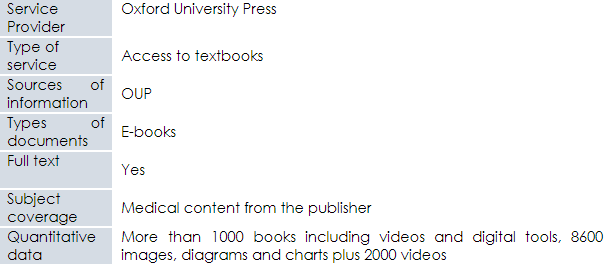 Service Oxford University Press
Provider
Type of
service Access to textbooks
Sources of
information OUP
Types of
documents E-books
Full text
Yes
Subject
coverage Medical content from the publisher
Quantitative More than 1000 books including videos and digital tools, 8600
data images, diagrams and charts plus 2000 videos